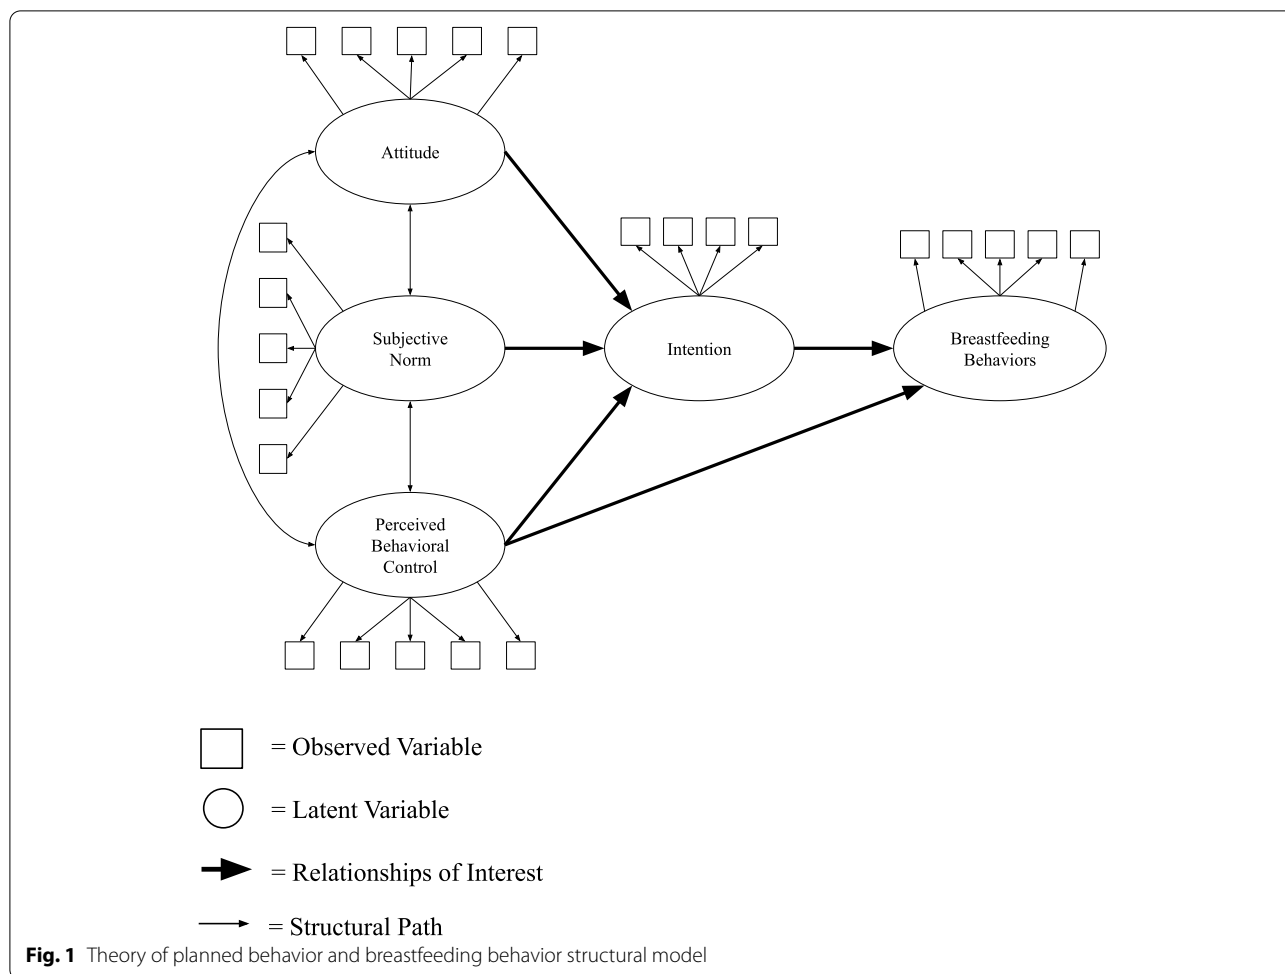 Attitude
Subjective
Norm
Intention
Breastfeeding
Behaviors
Perceived
Behavioral
Control
= Observed Variable
= Latent Variable
= Relationships of Interest
= Structural Path
Fig. 1 Theory of planned behavior and breastfeeding behavior structural model